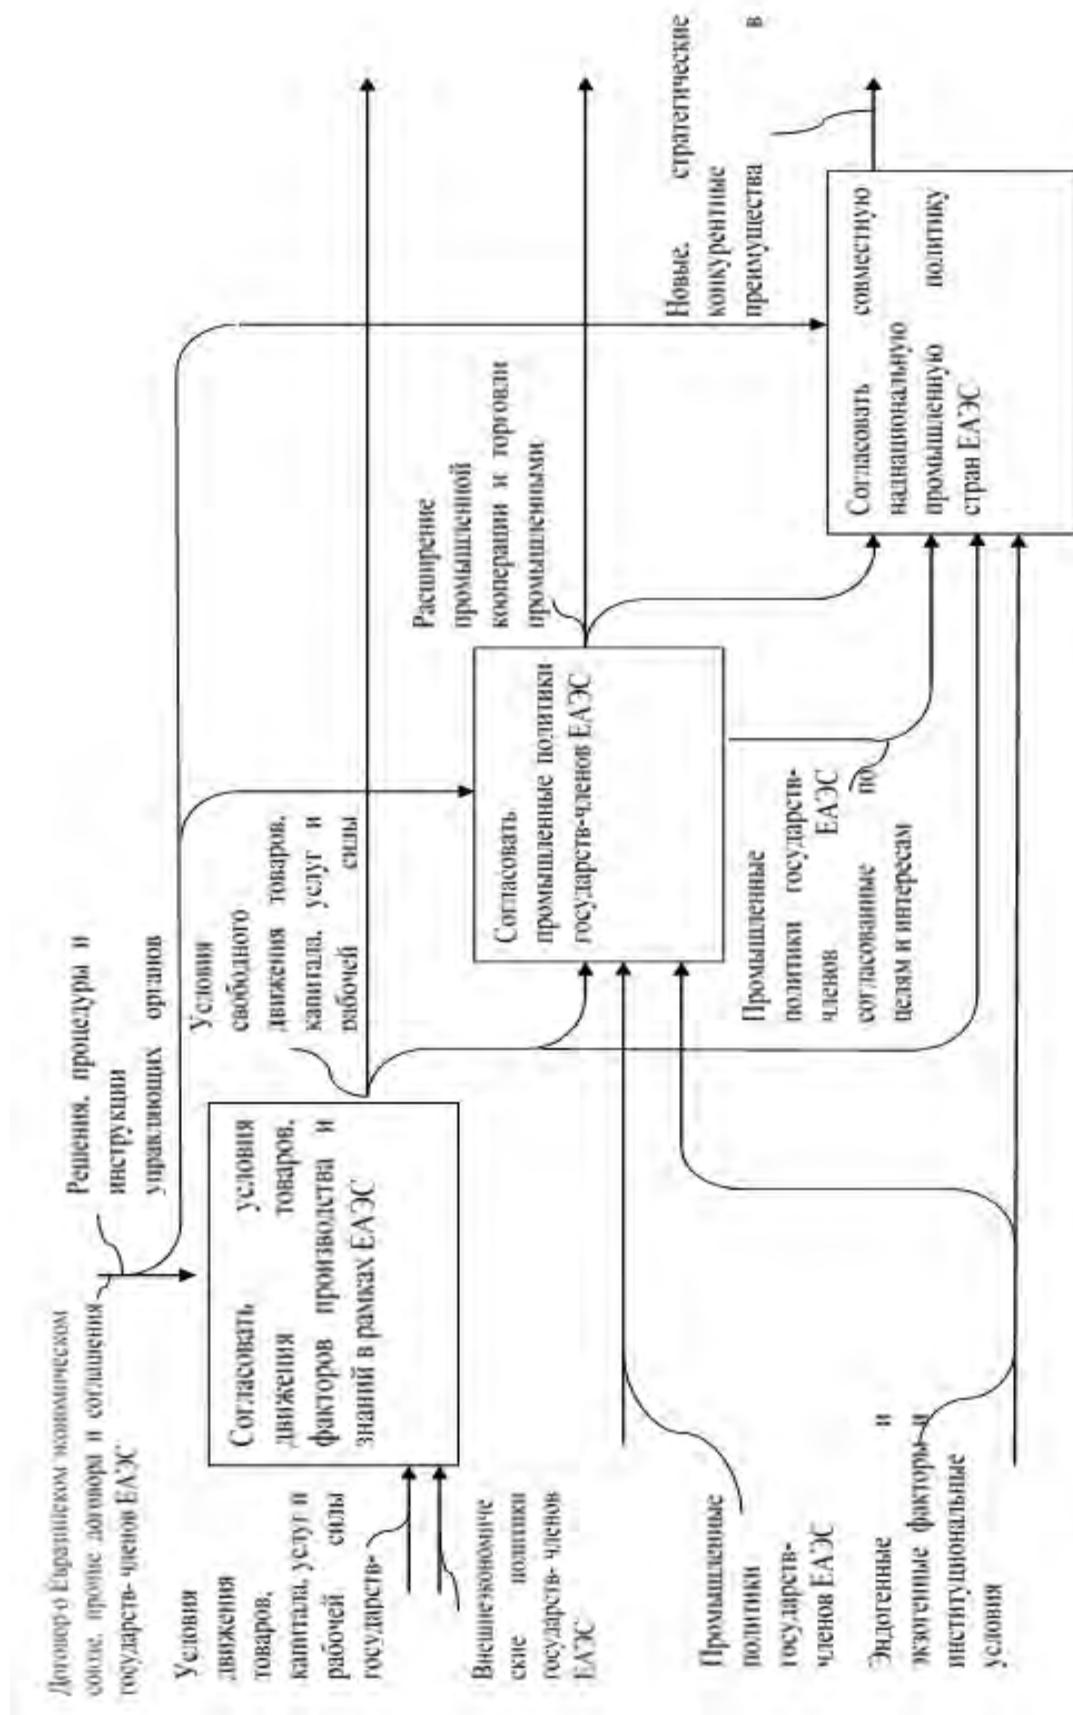 Договор о Евразийском экономическом
союзе, прочие договора и соглашения
государств- членов ЕАЭС
Решения, процедуры и
инструкции
управляющих органов
Условия
движения
товаров,
капитала, услуг и
рабочей силы
государств-
Согласовать условия
движения товаров,
факторов производства и
знаний в рамках ЕАЭС
Условия
свободного
движения товаров,
капитала, услуг и
рабочей силы
Внешнеэкономиче
ские политики
государств- членов
ЕАЭС
Согласовать
промышленные политики
государств-членов ЕАЭС
Расширение
промышленной
кооперации и торговли
промышленными
Новые, стратегические
конкурентные
преимущества в
Промышленные
политики
государств-
членов ЕАЭС
Промышленные
политики государств-
членов ЕАЭС
согласованные по
целям и интересам
Согласовать совместную
наднациональную
промышленную политику
стран ЕАЭС
Эндогенные и
экзогенные факторы и
институциональные
условия